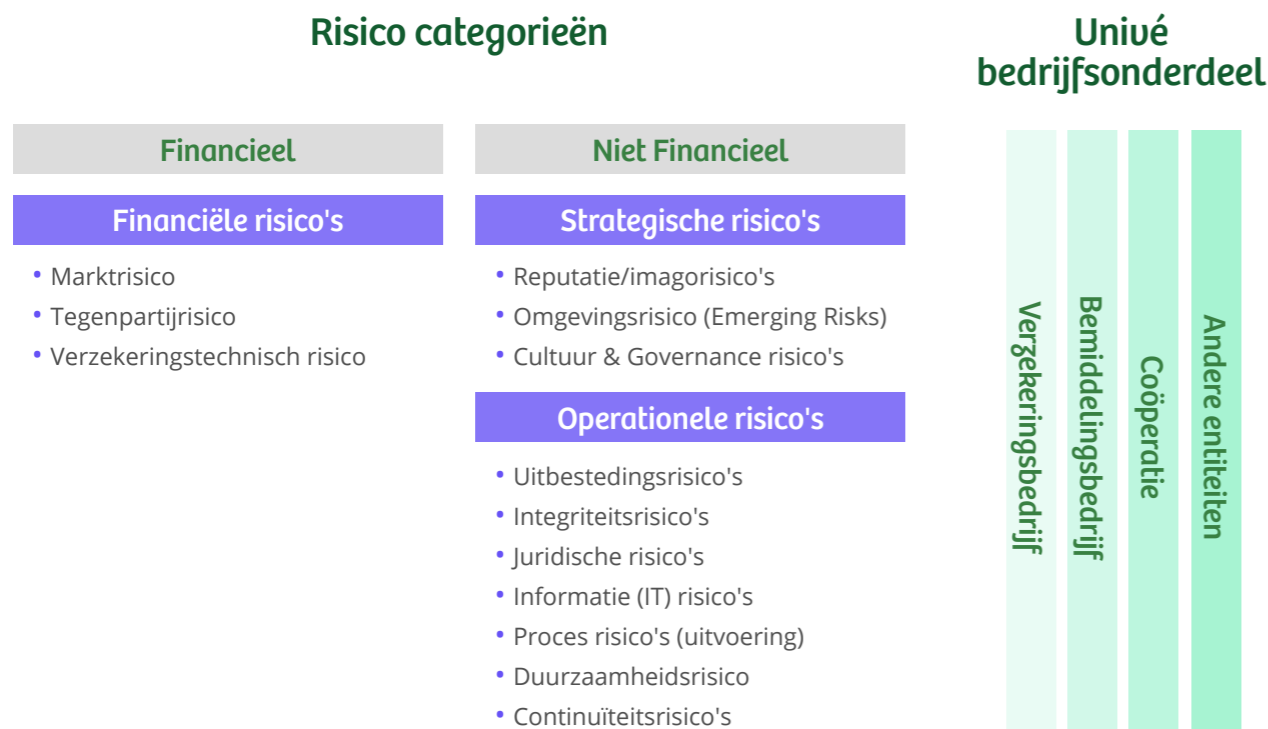 Risico categorieën
Univé
bedrijfsonderdeel
Financieel
Financiële risico's
• Marktrisico
• Tegenpartijrisico
• Verzekeringstechnisch risico
Niet Financieel
Strategische risico's
• Reputatie/imagorisico's
• Omgevingsrisico (Emerging Risks)
• Cultuur & Governance risico's
Operationele risico's
• Uitbestedingsrisico's
• Integriteitsrisico's
• Juridische risico's
• Informatie (IT) risico's
• Proces risico's (uitvoering)
• Duurzaamheidsrisico
• Continuïteitsrisico's
Verzekeringsbedrijf
Bemiddelingsbedrijf
Coöperatie
Andere entiteiten